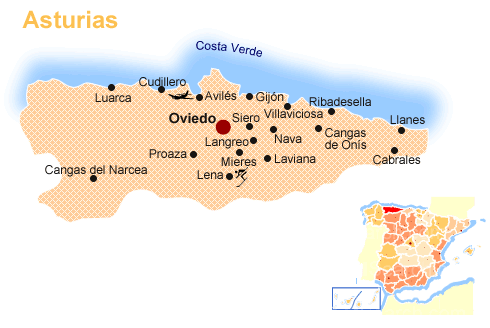 Asturias
Costa Verde
Cudillero
Luarca
Avilés
Gijón
Villaviciosa
Ribadesella
Llanes
Oviedo
Siero
Nava
Cangas
de Onís
Langreo
Proaza
Mieres
Laviana
Cabrales
Cangas del Narcea
Lena